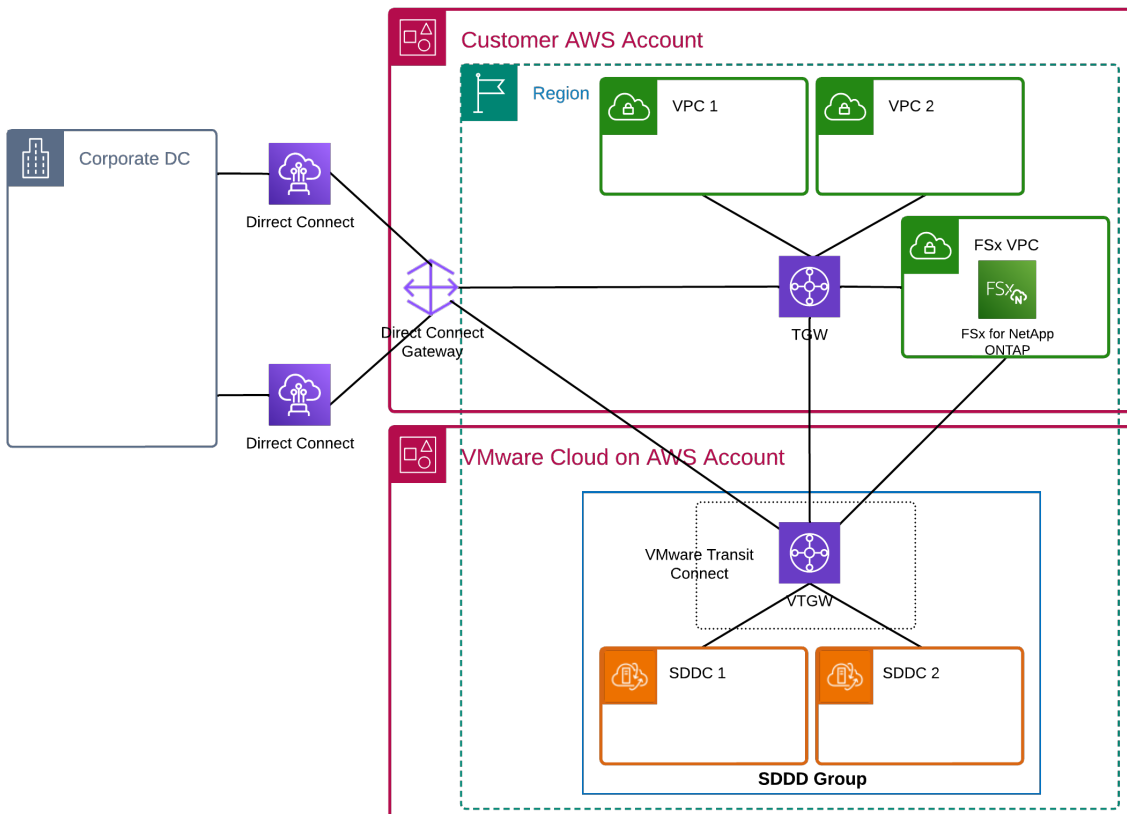 Customer AWS Account
Region
VPC 1
VPC 2
Corporate DC
Dirrect Connect
FSx VPC
FSx
N
FSx for NetApp
ONTAP
TGW
Direct Connect
Gateway
Dirrect Connect
VMware Cloud on AWS Account
VMware Transit
Connect
VTGW
SDDC 1
SDDC 2
SDDD Group